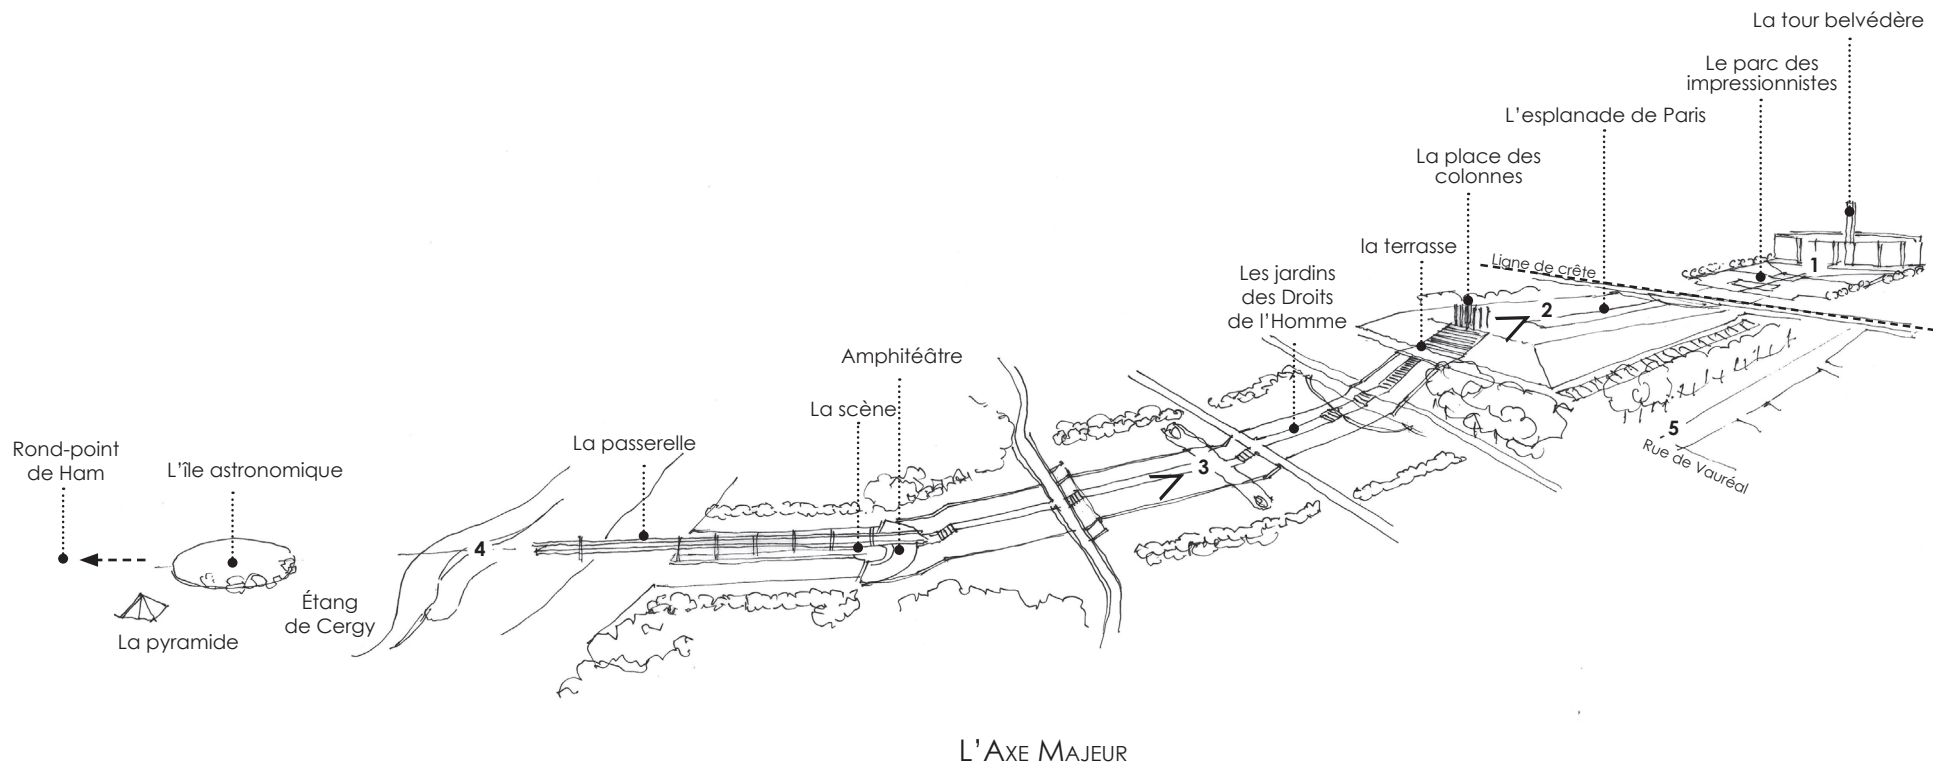 La tour belvédère
Le parc des
impressionnistes
L'esplanade de Paris
La place des
colonnes
la terrasse
Ligne de crête
Les jardins
des Droits
de l'Homme
1
2
Amphitéâtre
La scène
La passerelle
Rond-point
de Ham
L'île astronomique
3
5
Rue de Vauréal
4
Étang
de Cergy
La pyramide
L'AXE MAJEUR